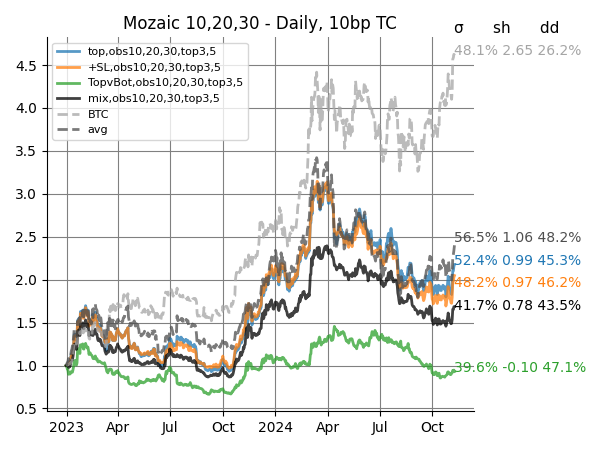 Mozaic 10,20,30 - Daily, 10bp TC
σ sh dd
top,obs10,20,30,top3,5
+SL,obs10,20,30,top3,5
TopvBot,obs10,20,30,top3,5
mix,obs10,20,30,top3,5
BTC
avg
48.1% 2.65 26.2%
56.5% 1.06 48.2%
52.4% 0.99 45.3%
48.2% 0.97 46.2%
41.7% 0.78 43.5%
39.6% -0.10 47.1%
4.5
4.0
3.5
3.0
2.5
2.0
1.5
1.0
0.5
2023 Apr Jul Oct 2024 Apr Jul Oct